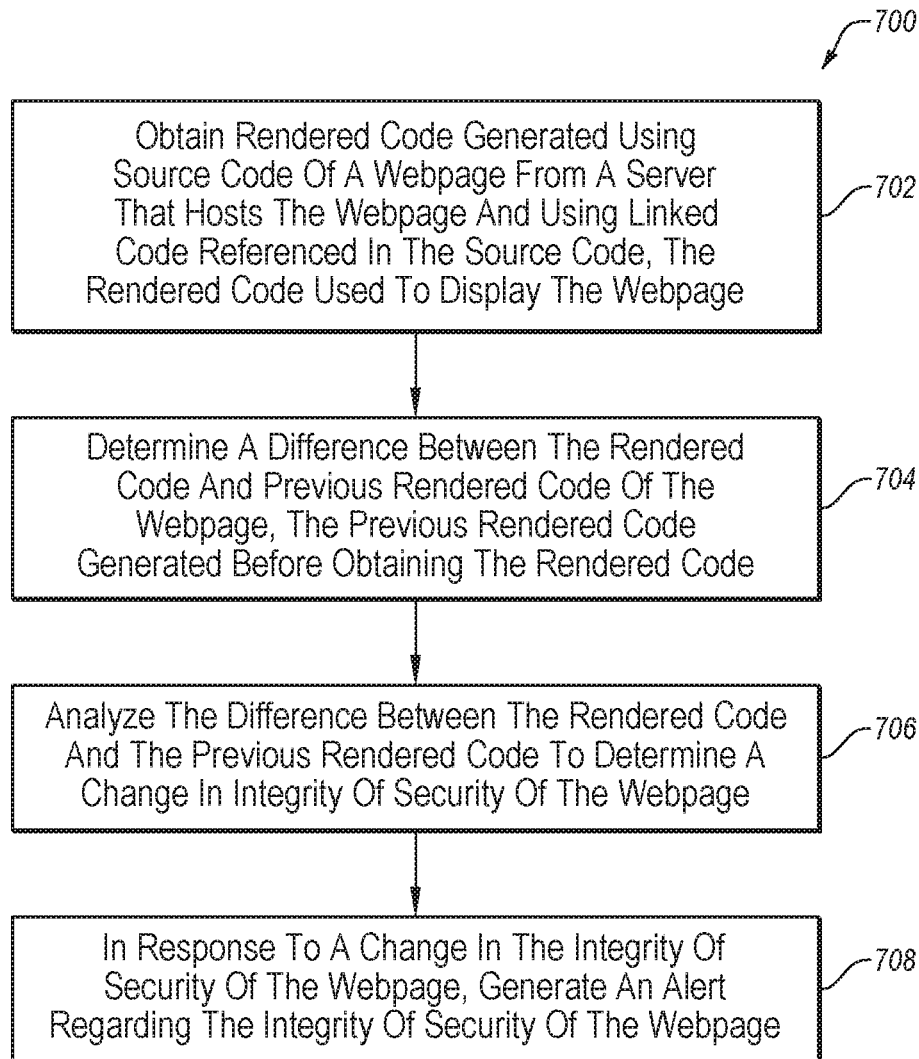 700
Obtain Rendered Code Generated Using
Source Code Of A Webpage From A Server
That Hosts The Webpage And Using Linked
Code Referenced In The Source Code, The
Rendered Code Used To Display The Webpage
702
Determine A Difference Between The Rendered
Code And Previous Rendered Code Of The
Webpage, The Previous Rendered Code
Generated Before Obtaining The Rendered Code
704
Analyze The Difference Between The Rendered Code
And The Previous Rendered Code To Determine A
Change In Integrity Of Security Of The Webpage
706
In Response To A Change In The Integrity Of
Security Of The Webpage, Generate An Alert
Regarding The Integrity Of Security Of The Webpage
708